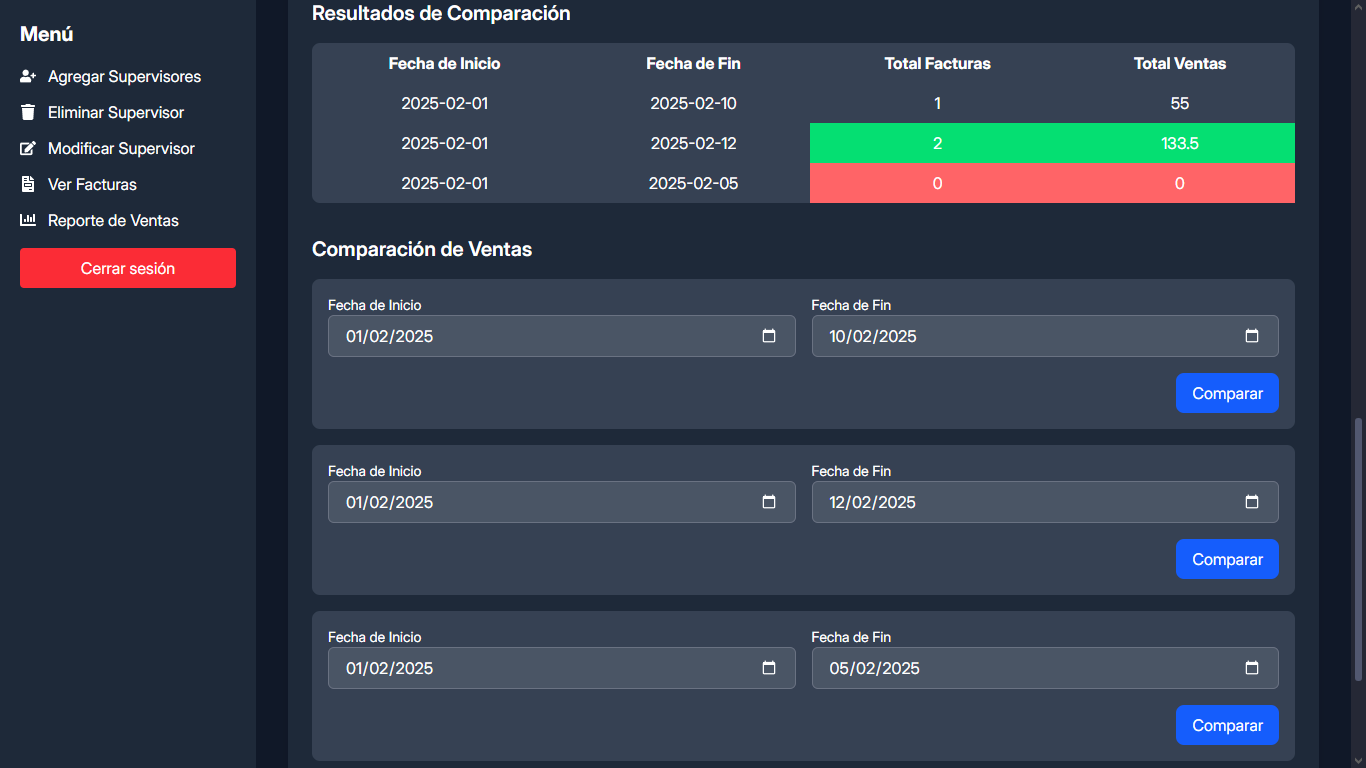 Menú
Agregar Supervisores
Eliminar Supervisor
Modificar Supervisor
Ver Facturas
Reporte de Ventas
Cerrar sesión
Resultados de Comparación
Fecha de Inicio Fecha de Fin Total Facturas Total Ventas
2025-02-01 2025-02-10 1 55
2025-02-01 2025-02-12 2 133.5
2025-02-01 2025-02-05 0 0
Comparación de Ventas
Fecha de Inicio Fecha de Fin
01/02/2025 10/02/2025
Comparar
Fecha de Inicio Fecha de Fin
01/02/2025 12/02/2025
Comparar
Fecha de Inicio Fecha de Fin
01/02/2025 05/02/2025
Comparar